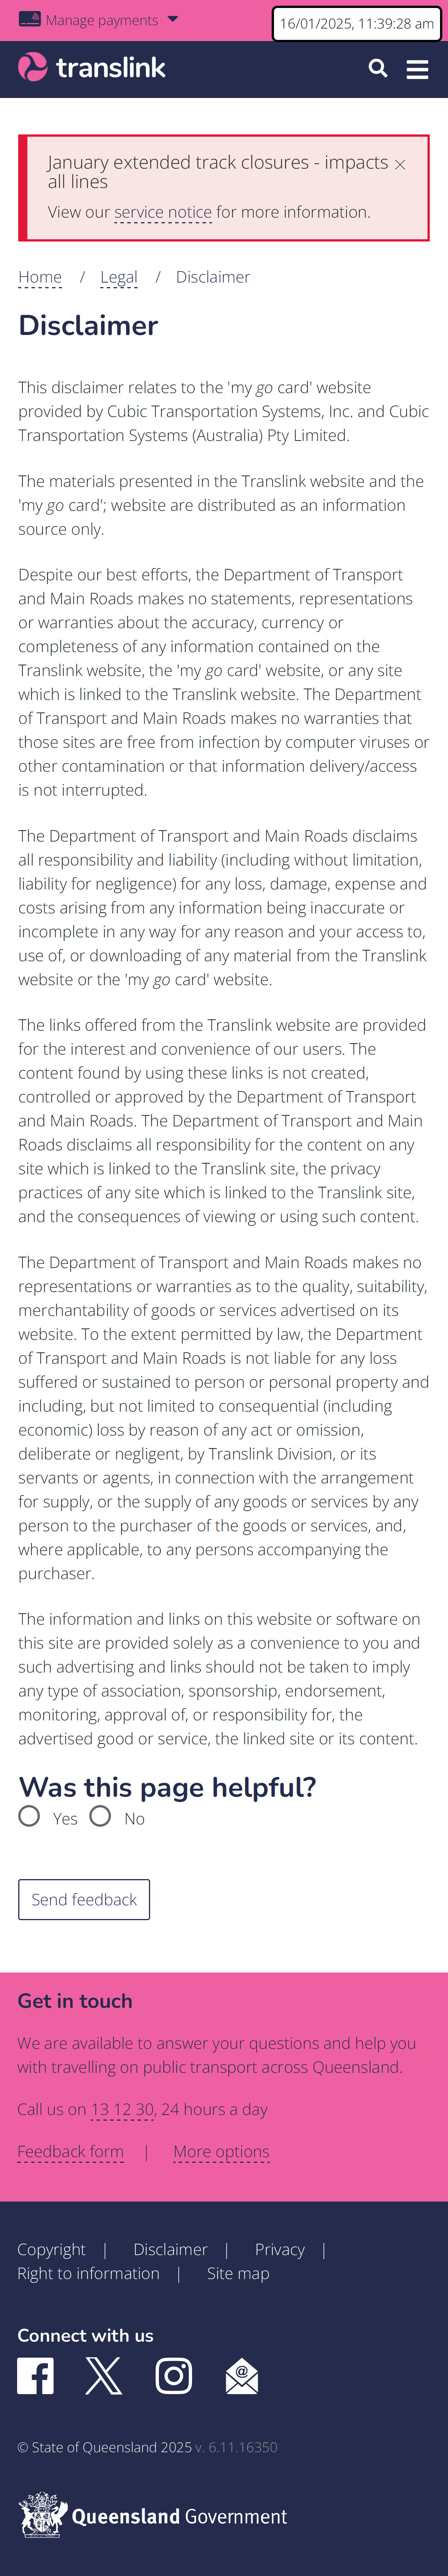 Manage payments
16/01/2025, 11:39:28 am
translink
January extended track closures - impacts
all lines
View our service notice for more information.
Home / Legal / Disclaimer
Disclaimer
This disclaimer relates to the 'my go card' website
provided by Cubic Transportation Systems, Inc. and Cubic
Transportation Systems (Australia) Pty Limited.
The materials presented in the Translink website and the
'my go card'; website are distributed as an information
source only.
Despite our best efforts, the Department of Transport
and Main Roads makes no statements, representations
or warranties about the accuracy, currency or
completeness of any information contained on the
Translink website, the 'my go card' website, or any site
which is linked to the Translink website. The Department
of Transport and Main Roads makes no warranties that
those sites are free from infection by computer viruses or
other contamination or that information delivery/access
is not interrupted.
The Department of Transport and Main Roads disclaims
all responsibility and liability (including without limitation,
liability for negligence) for any loss, damage, expense and
costs arising from any information being inaccurate or
incomplete in any way for any reason and your access to,
use of, or downloading of any material from the Translink
website or the 'my go card' website.
The links offered from the Translink website are provided
for the interest and convenience of our users. The
content found by using these links is not created,
controlled or approved by the Department of Transport
and Main Roads. The Department of Transport and Main
Roads disclaims all responsibility for the content on any
site which is linked to the Translink site, the privacy
practices of any site which is linked to the Translink site,
and the consequences of viewing or using such content.
The Department of Transport and Main Roads makes no
representations or warranties as to the quality, suitability,
merchantability of goods or services advertised on its
website. To the extent permitted by law, the Department
of Transport and Main Roads is not liable for any loss
suffered or sustained to person or personal property and
including, but not limited to consequential (including
economic) loss by reason of any act or omission,
deliberate or negligent, by Translink Division, or its
servants or agents, in connection with the arrangement
for supply, or the supply of any goods or services by any
person to the purchaser of the goods or services, and,
where applicable, to any persons accompanying the
purchaser.
The information and links on this website or software on
this site are provided solely as a convenience to you and
such advertising and links should not be taken to imply
any type of association, sponsorship, endorsement,
monitoring, approval of, or responsibility for, the
advertised good or service, the linked site or its content.
Was this page helpful?
Yes No
Send feedback
Get in touch
We are available to answer your questions and help you
with travelling on public transport across Queensland.
Call us on 13 12 30, 24 hours a day
Feedback form | More options
Copyright | Disclaimer | Privacy |
Right to information | Site map
Connect with us
© State of Queensland 2025 v. 6.11.16350
Queensland Government